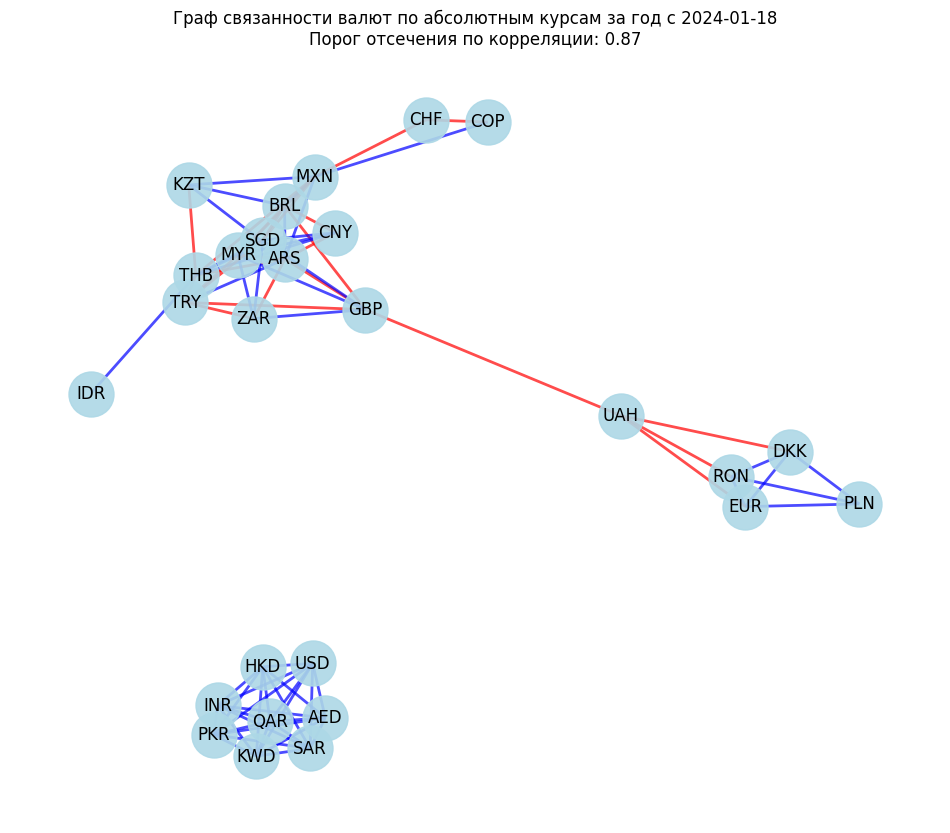 Граф связанности валют по абсолютным курсам за год с 2024-01-18
Порог отсечения по корреляции: 0.87
CHF
COP
MXN
KZT
BRL
CNY
SGD
MYR
ARS
THB
TRY
GBP
ZAR
IDR
UAH
DKK
RON
PLN
EUR
USD
HKD
INR
AED
QAR
PKR
SAR
KWD